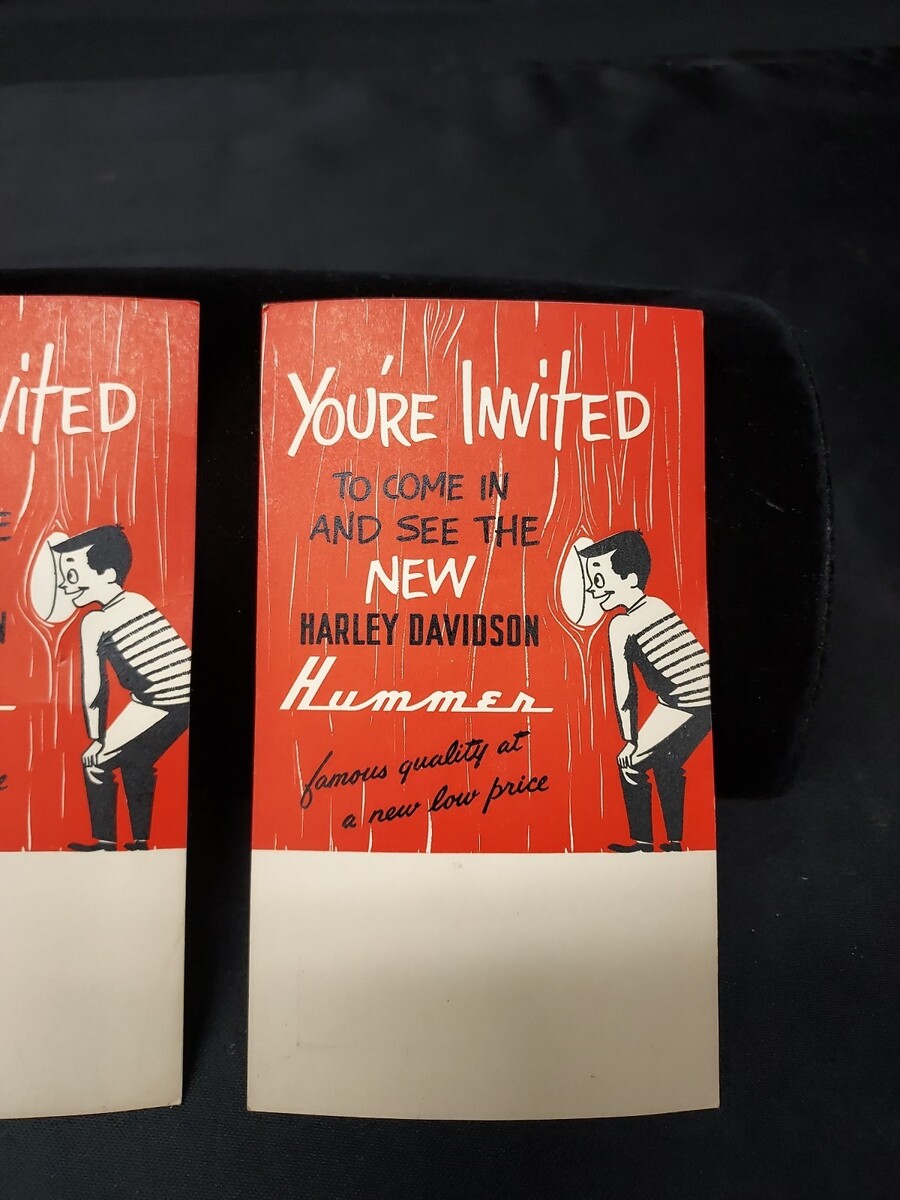 vited
E
N
e
You're Invited
TO COME IN
AND SEE THE
NEW
HARLEY DAVIDSON
Hummer
famous quality at
a new low price